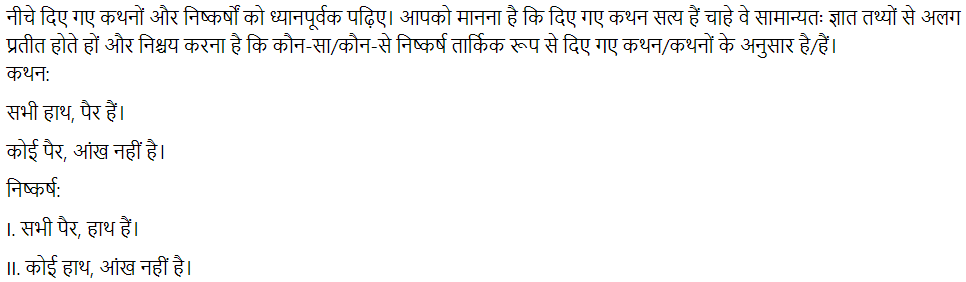 नीचे दिए गए कथनों और निष्कर्षों को ध्यानपूर्वक पढ़िए। आपको मानना है कि दिए गए कथन सत्य हैं चाहे वे सामान्यतः ज्ञात तथ्यों से अलग
प्रतीत होते हों और निश्चय करना है कि कौन-सा/कौन-से निष्कर्ष तार्किक रूप से दिए गए कथन/कथनों के अनुसार है/हैं।
कथन:
सभी हाथ, पैर हैं।
कोई पैर, आंख नहीं है।
निष्कर्ष:
I. सभी पैर, हाथ हैं।
II. कोई हाथ, आंख नहीं है।